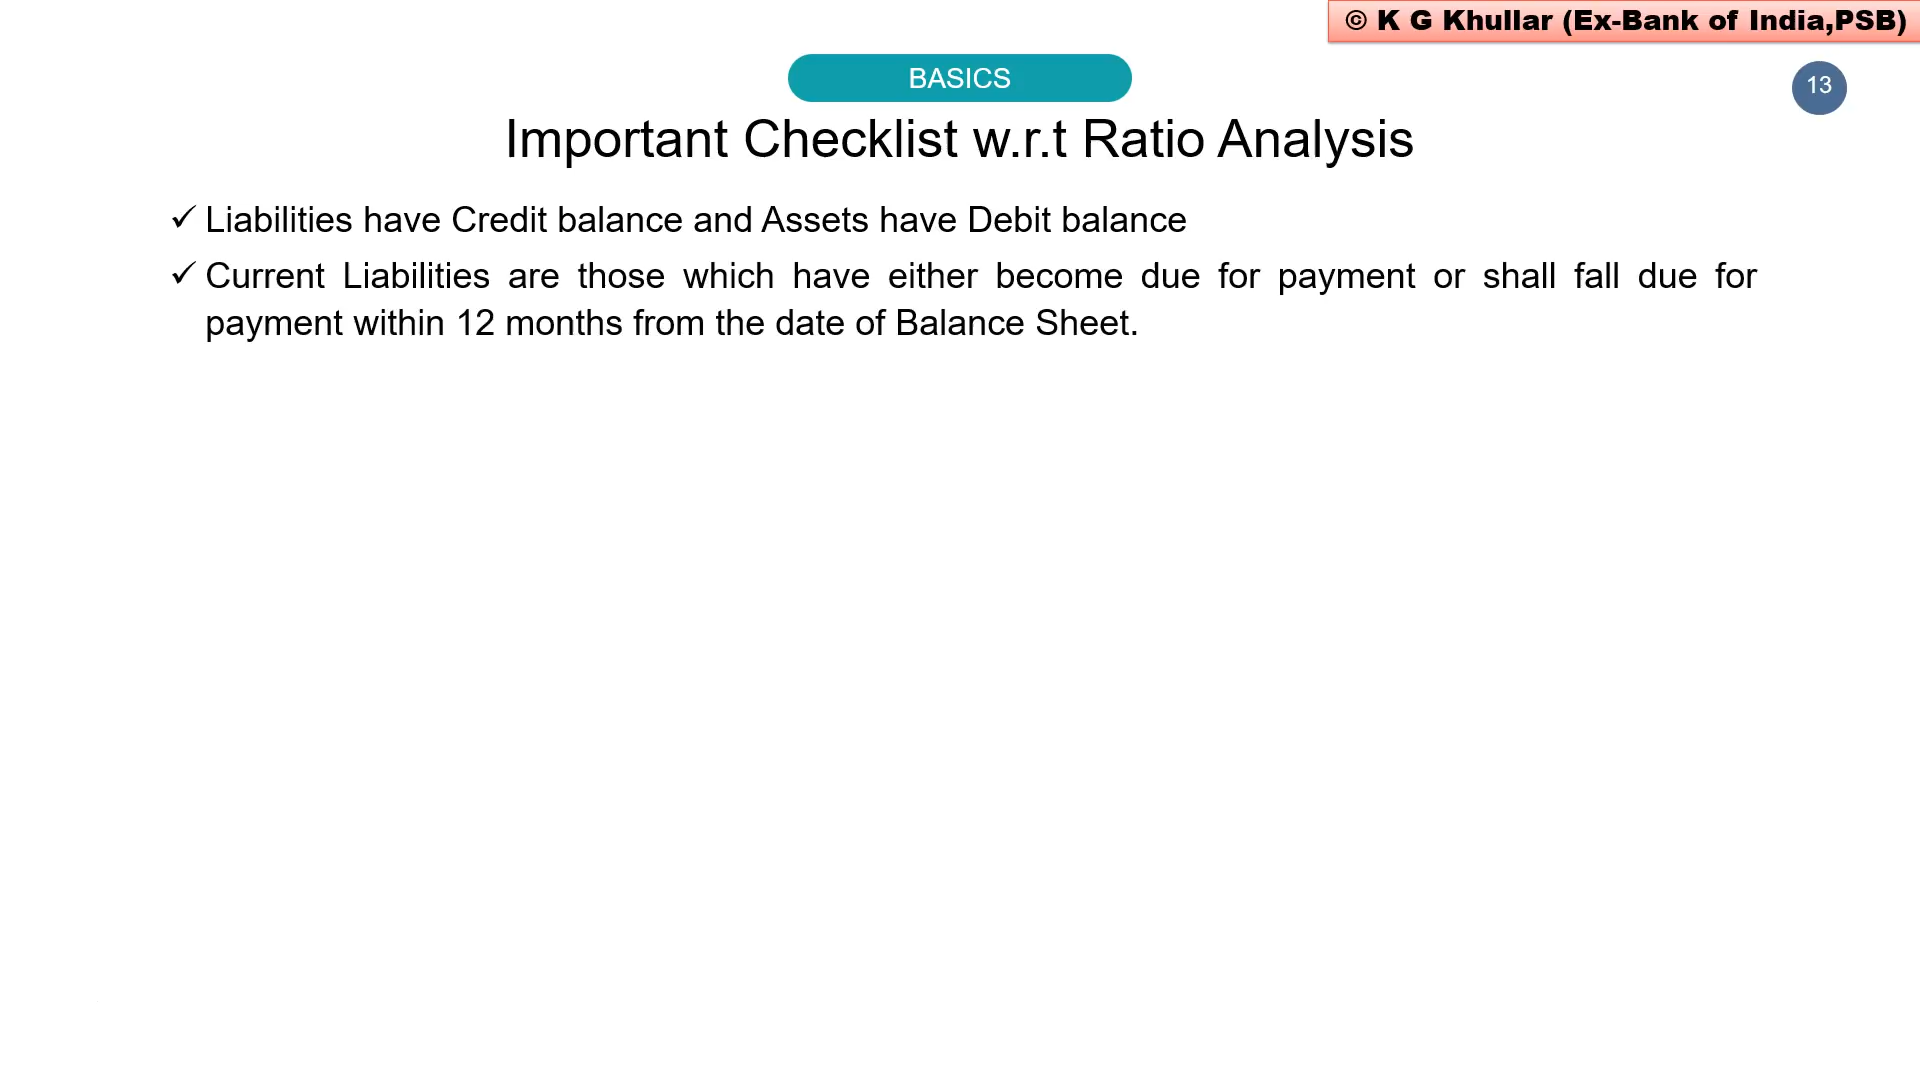 © K G Khullar (Ex-Bank of India,PSB)
BASICS
13
Important Checklist w.r.t Ratio Analysis
✓ Liabilities have Credit balance and Assets have Debit balance
✓ Current Liabilities are those which have either become due for payment or shall fall due for
payment within 12 months from the date of Balance Sheet.